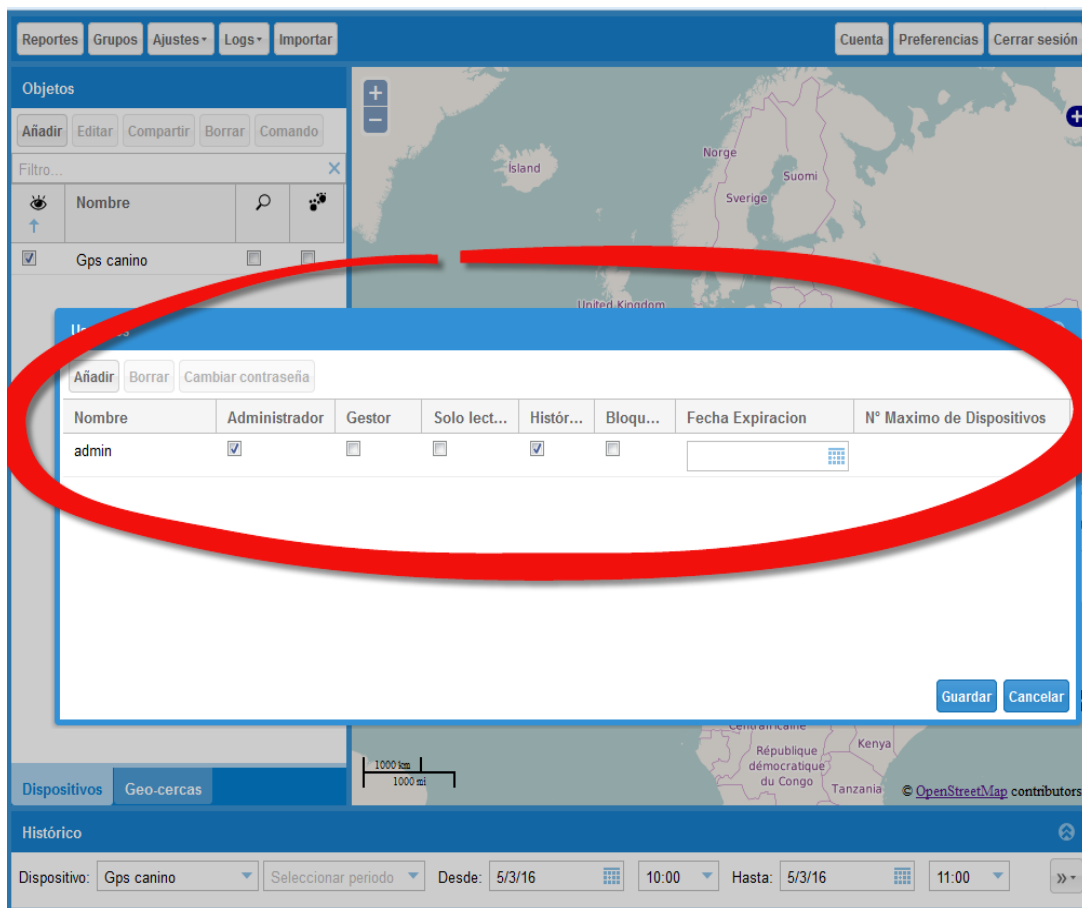 Reportes Grupos Ajustes Logs Importar Cuenta Preferencias Cerrar sesión
Objetos
Añadir Editar Compartir Borrar Comando
Filtro...
Nombre
Gps canino
Norge
Suomi
Sverige
Ísland
United Kingdom
Añadir Borrar Cambiar contraseña
Nombre Administrador Gestor Solo lect... Histór... Bloqu... Fecha Expiracion N° Maximo de Dispositivos
admin
Guardar Cancelar
Centrafricaine
République
démocratique
du Congo
Kenya
Tanzania
1000 km
1000 mi
© OpenStreetMap contributors
Dispositivos Geo-cercas
Histórico
Dispositivo: Gps canino Seleccionar periodo Desde: 5/3/16 10:00 Hasta: 5/3/16 11:00